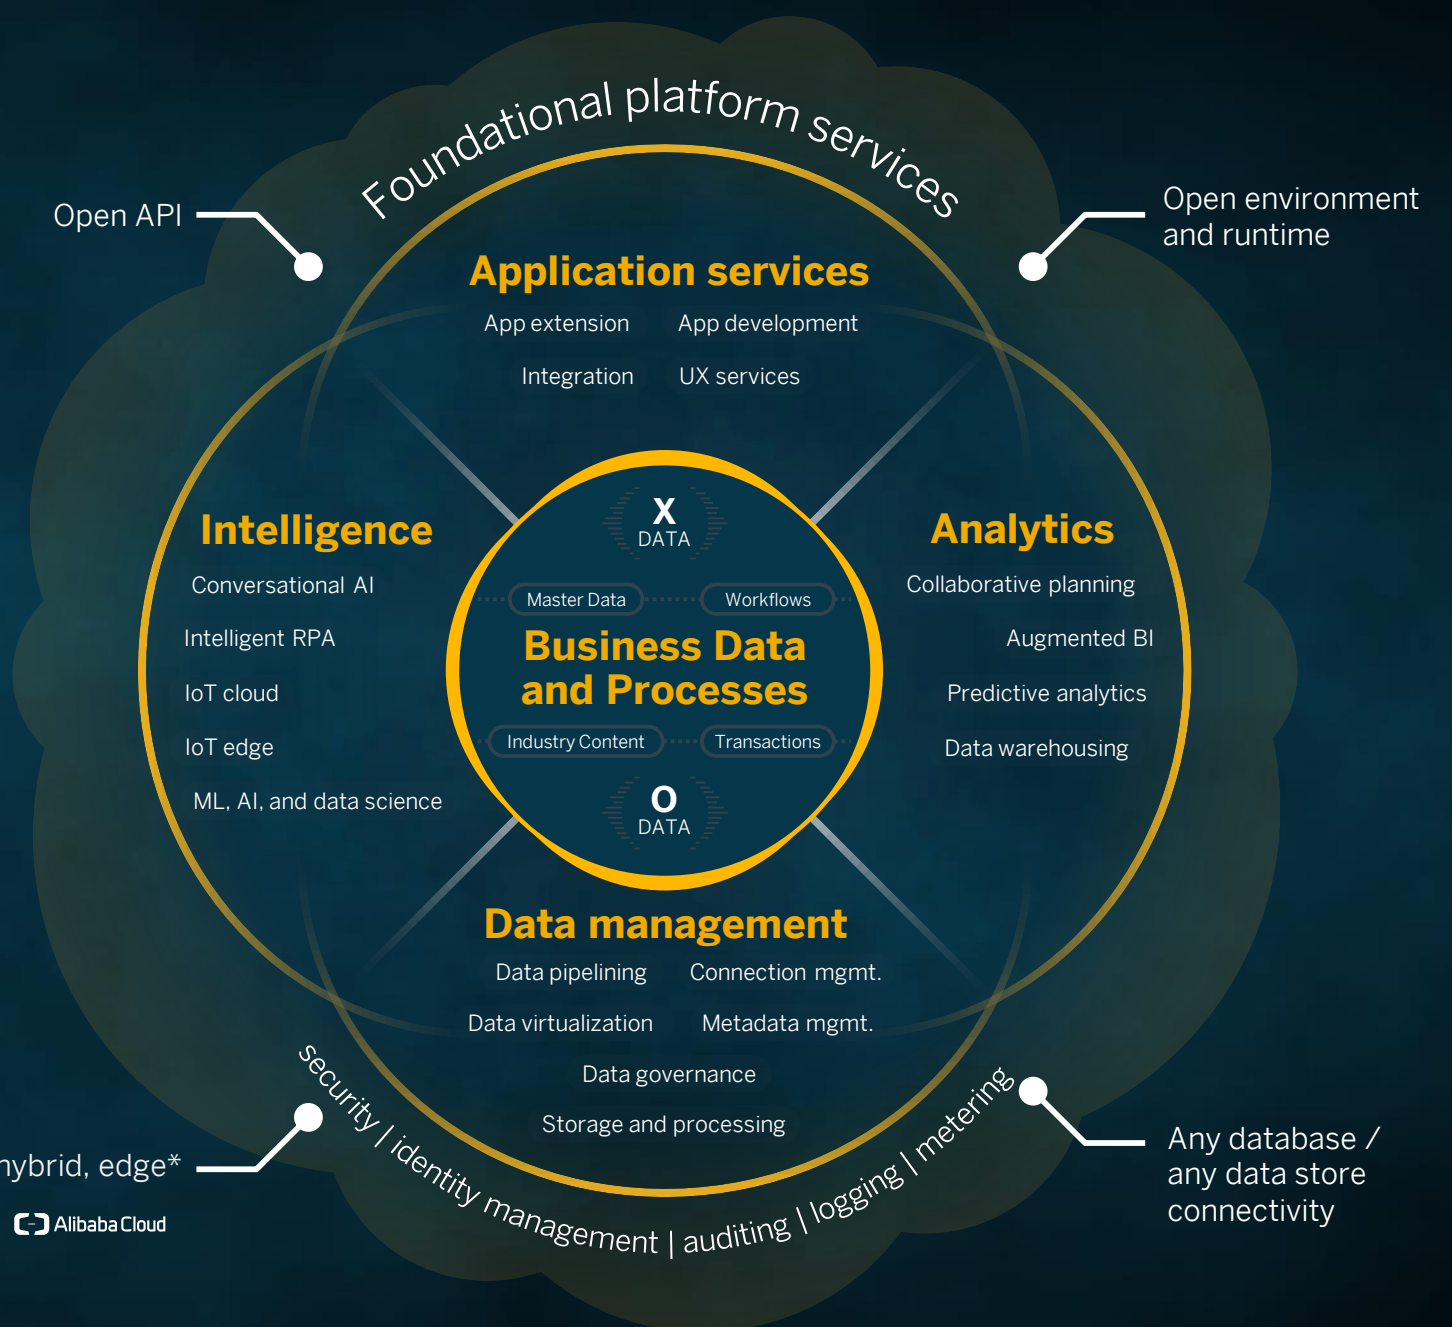 Foundational platform services
Open API
Open environment
and runtime
Application services
App extension App development
Integration UX services
Intelligence
Conversational AI
Intelligent RPA
IoT cloud
IoT edge
ML, AI, and data science
X
DATA
Master Data Workflows
Business Data
and Processes
Industry Content Transactions
O
DATA
Analytics
Collaborative planning
Augmented BI
Predictive analytics
Data warehousing
Data management
Data pipelining Connection mgmt.
Data virtualization Metadata mgmt.
Data governance
Storage and processing
security | identity management | auditing | logging | metering
hybrid, edge*
Alibaba Cloud
Any database /
any data store
connectivity